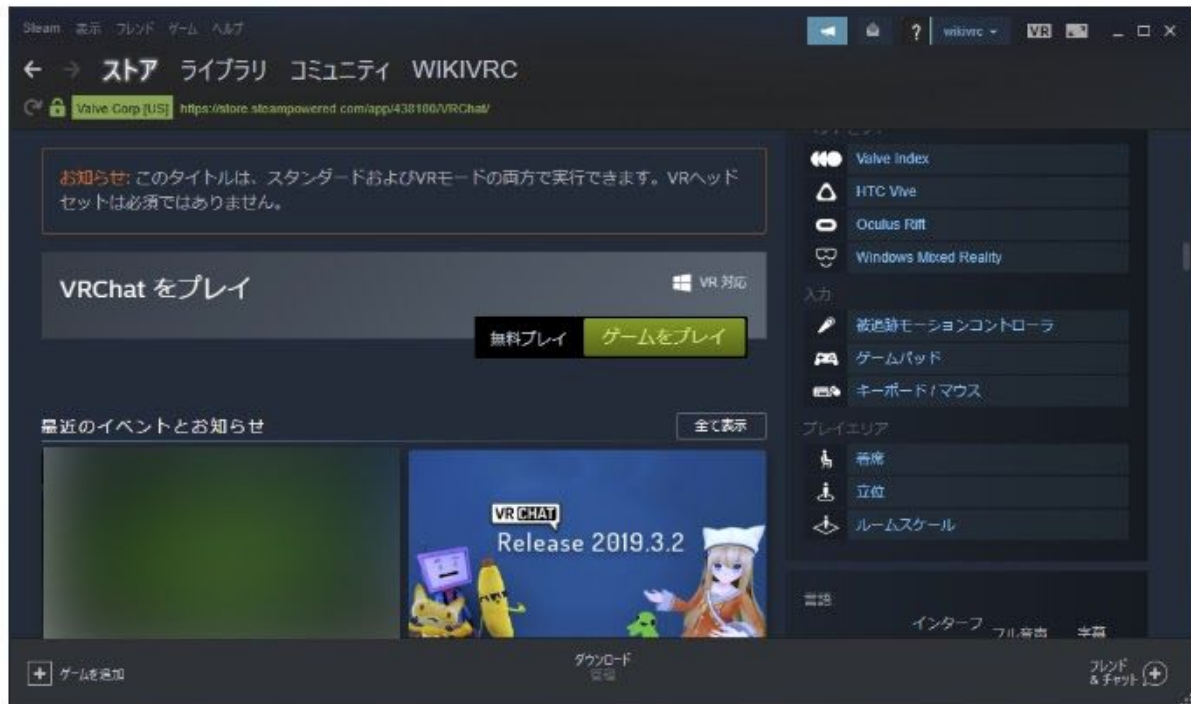 Steam 表示 フレンド ゲーム ヘルプ
? wikivrc VR
ストア ライブラリ コミュニティ WIKIVRC
Valve Corp [US] https://store.steampowered.com/app/438100/VRChat/
お知らせ: このタイトルは、スタンダードおよびVRモードの両方で実行できます。VRヘッド
セットは必須ではありません。
VRChat をプレイ
VR 対応
無料プレイ ゲームをプレイ
最近のイベントとお知らせ 全て表示
VRCHAT
Release 2019.3.2
Valve Index
HTC Vive
Oculus Rift
Windows Mixed Reality
入力
被追跡モーションコントローラ
ゲームパッド
キーボード / マウス
プレイエリア
着席
立位
ルームスケール
言語
インターフ
フル音声 字幕
ゲームを追加
ダウンロード
管理
フレンド
& チャット